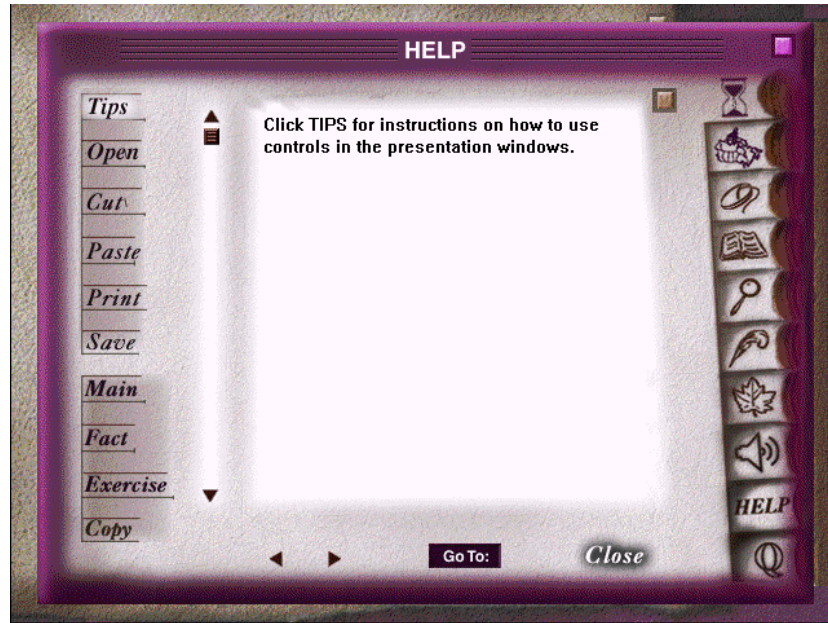 HELP
Tips
Open
Cut
Paste
Print
Save
Main
Fact
Exercise
Copy
Click TIPS for instructions on how to use
controls in the presentation windows.
Go To:
Close
HELP
Q